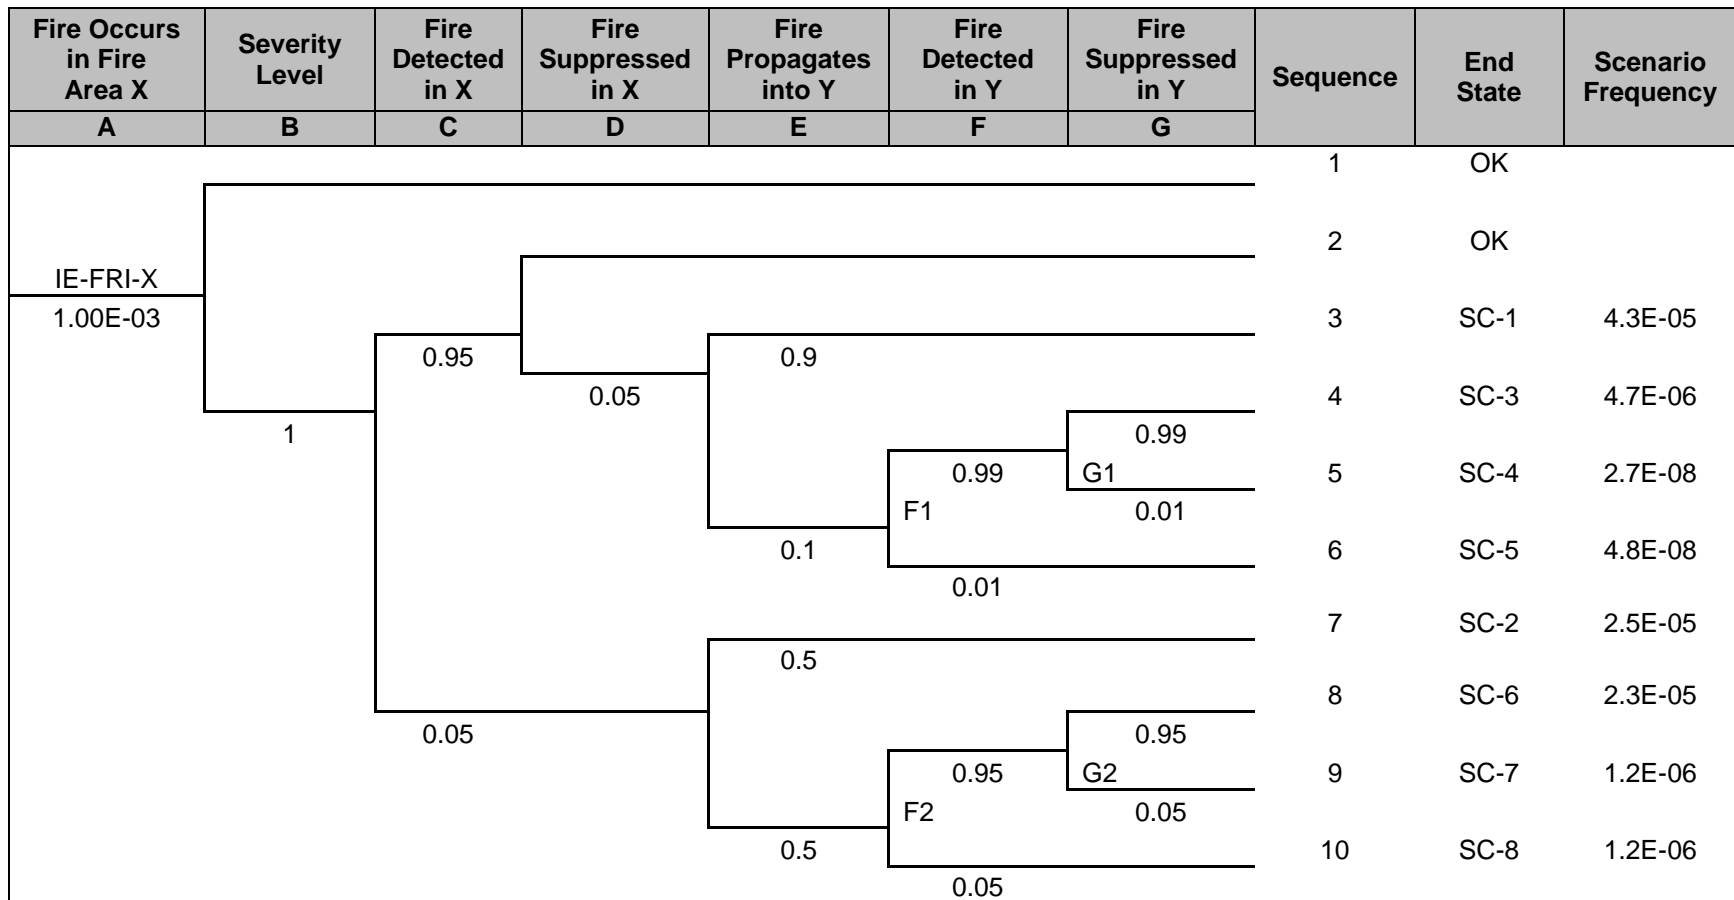 Fire Occurs in Fire Area X
Severity Level
Fire Detected in X
Fire Suppressed in X
Fire Propagates into Y
Fire Detected in Y
Fire Suppressed in Y
Sequence
End State
Scenario Frequency
A B C D E F G
1 OK
2 OK
IE-FRI-X
1.00E-03
3 SC-1 4.3E-05
0.95 0.9
0.05
4 SC-3 4.7E-06
1 0.99
0.99 G1
5 SC-4 2.7E-08
F1 0.01
0.1
6 SC-5 4.8E-08
0.01
7 SC-2 2.5E-05
0.5
8 SC-6 2.3E-05
0.05 0.95
0.95 G2
9 SC-7 1.2E-06
F2 0.05
0.5
10 SC-8 1.2E-06
0.05